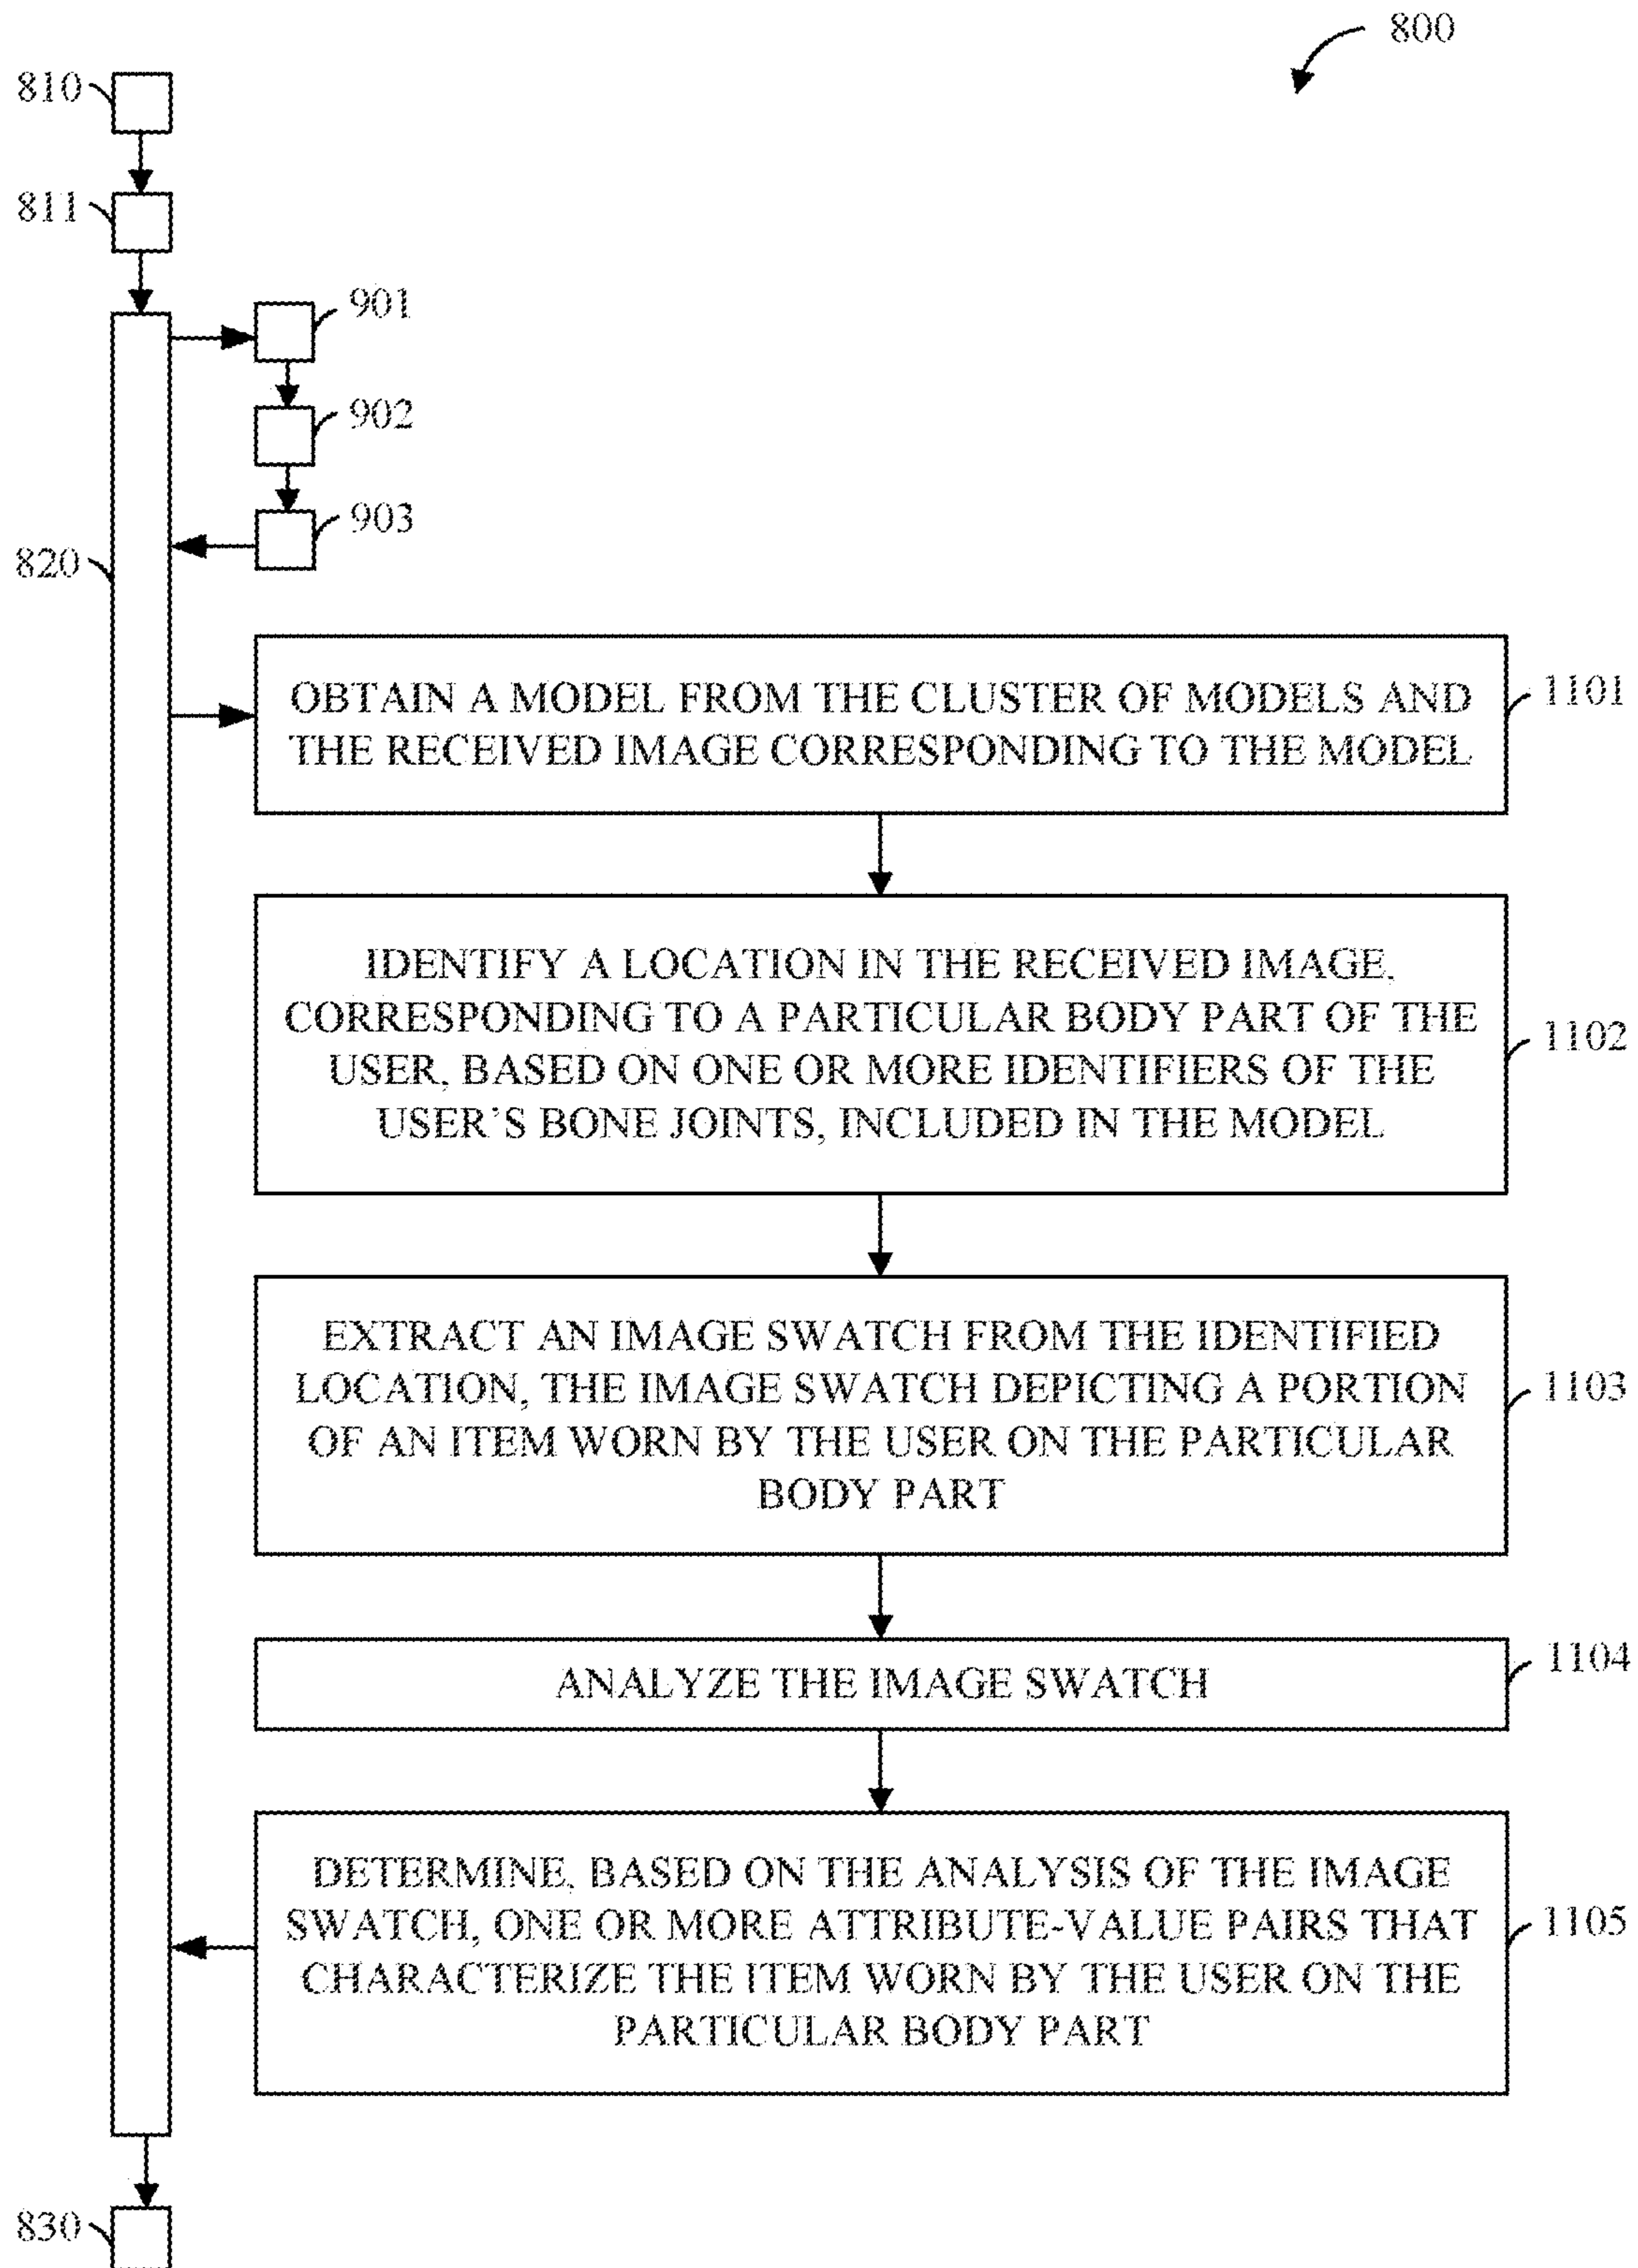 800
810
811
901
902
903
820
OBTAIN A MODEL FROM THE CLUSTER OF MODELS AND
THE RECEIVED IMAGE CORRESPONDING TO THE MODEL
1101
IDENTIFY A LOCATION IN THE RECEIVED IMAGE,
CORRESPONDING TO A PARTICULAR BODY PART OF THE
USER, BASED ON ONE OR MORE IDENTIFIERS OF THE
USER'S BONE JOINTS, INCLUDED IN THE MODEL
1102
EXTRACT AN IMAGE SWATCH FROM THE IDENTIFIED
LOCATION, THE IMAGE SWATCH DEPICTING A PORTION
OF AN ITEM WORN BY THE USER ON THE PARTICULAR
BODY PART
1103
ANALYZE THE IMAGE SWATCH
1104
DETERMINE, BASED ON THE ANALYSIS OF THE IMAGE
SWATCH, ONE OR MORE ATTRIBUTE-VALUE PAIRS THAT
CHARACTERIZE THE ITEM WORN BY THE USER ON THE
PARTICULAR BODY PART
1105
830